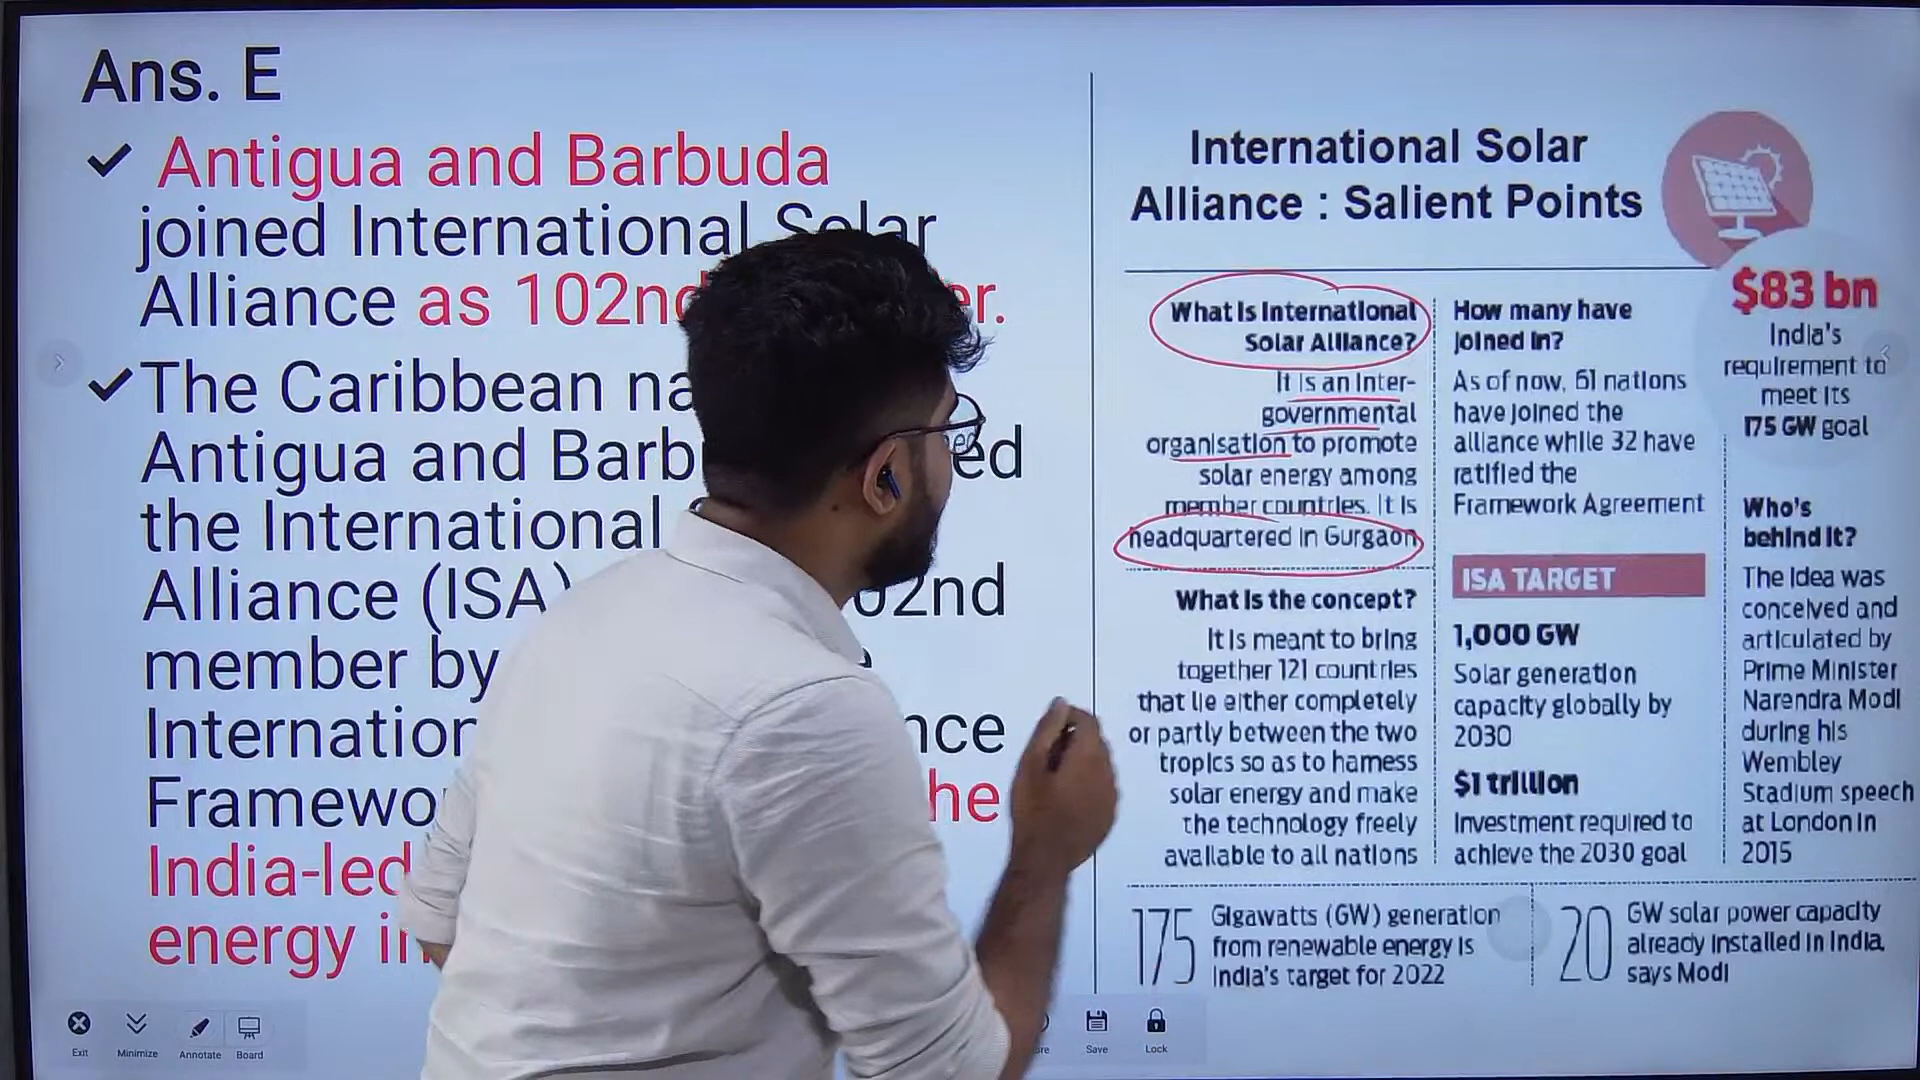 Ans. E
Antigua and Barbuda
joined International Solar
Alliance as 102nd
The Caribbean
Antigua and
the International
Alliance (ISA) 102nd
member by

Framework
India-led
energy
International Solar
Alliance : Salient Points
What is International
Solar Alliance?
It is an Inter-
governmental
organisation to promote
solar energy among
member countries. It is
headquartered in Gurgaon
What is the concept?
It is meant to bring
together 121 countries
that lie either completely
or partly between the two
tropics so as to harness
solar energy and make
the technology freely
available to all nations
How many have
joined in?
As of now, 61 nations
have joined the
alliance while 32 have
ratified the
Framework Agreement
ISA TARGET
1,000 GW
Solar generation
capacity globally by
2030
$1 trillion
Investment required to
achieve the 2030 goal
$83 bn
India's
requirement to
meet its
175 GW goal
Who's
behind it?
The idea was
conceived and
articulated by
Prime Minister
Narendra Modi
during his
Wembley
Stadium speech
at London in
2015
175 Gigawatts (GW) generation
from renewable energy is
India's target for 2022
20 GW solar power capacity
already installed in India,
says Modi
Exit
Minimize
Annotate
Board
Save
Lock